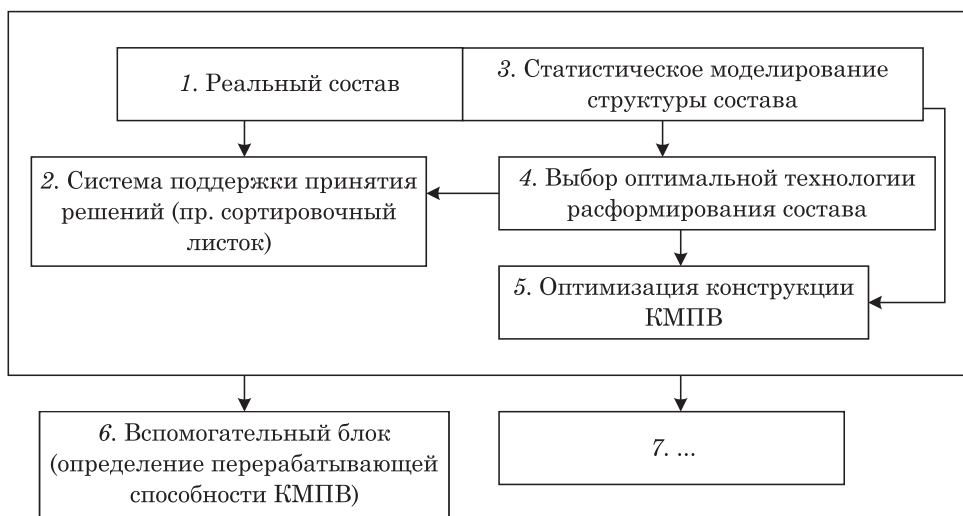 1. Реальный состав
3. Статистическое моделирование
структуры состава
2. Система поддержки принятия
решений (пр. сортировочный
листок)
4. Выбор оптимальной технологии
расформирования состава
5. Оптимизация конструкции
КМПВ
6. Вспомогательный блок
(определение перерабатывающей
способности КМПВ)
7. ...